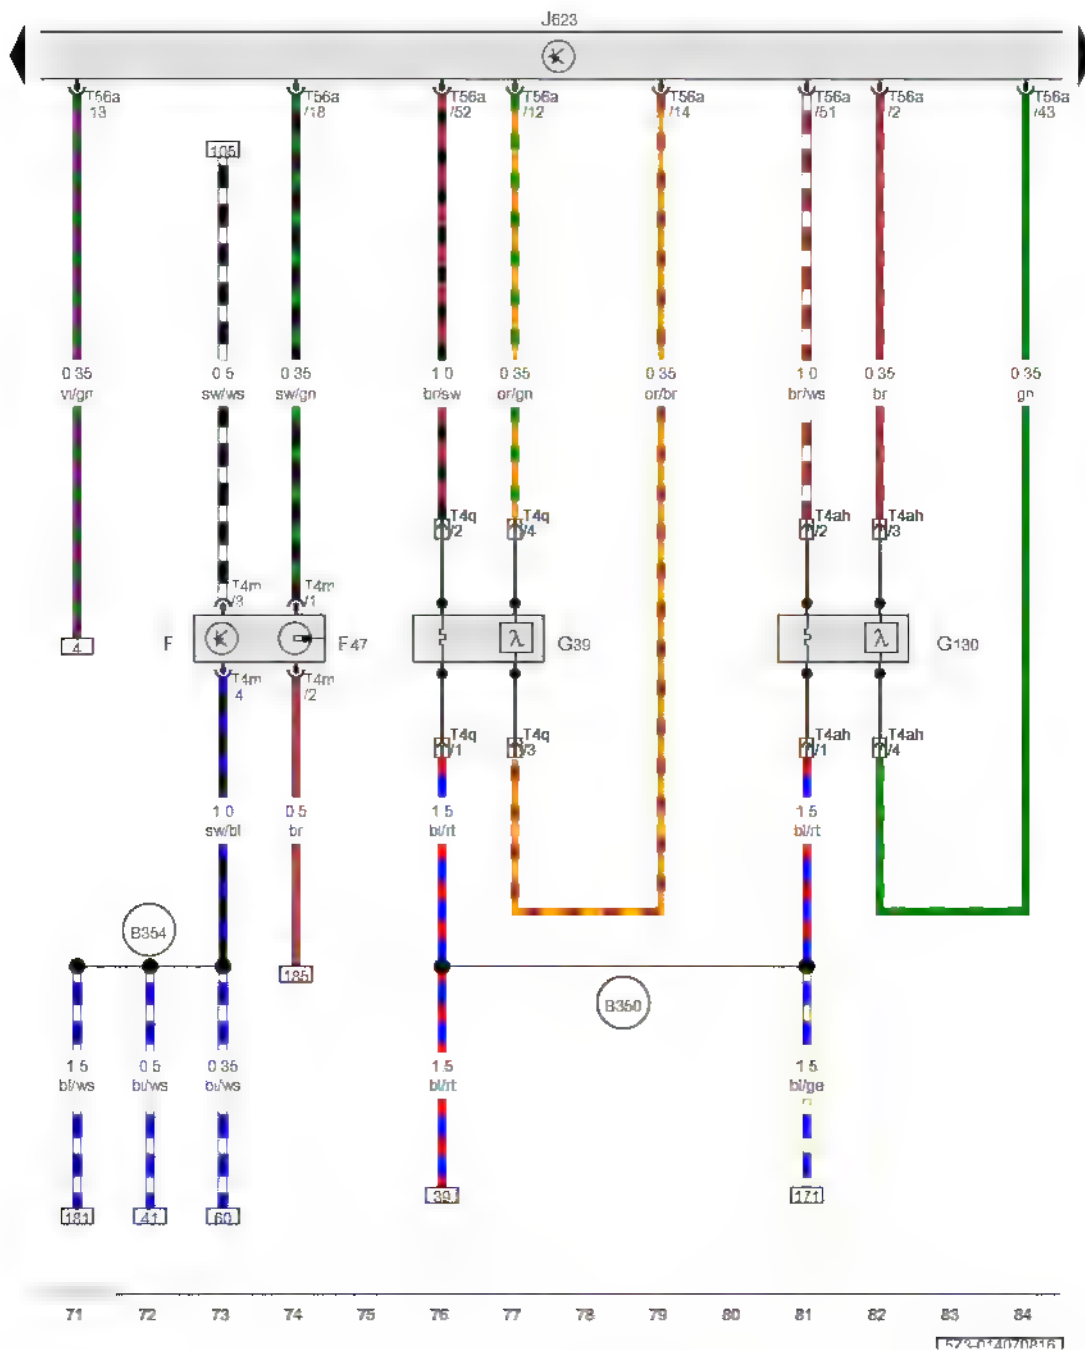 J623
T56a T56a T56a T56a T56a T56a T56a T56a
13 /18 /52 /12 /14 /51 /2 /43
105
0 35 0 5 0 35 1 0 0 35 0 35 1 0 0 35 0 35
vi/gn sw/ws sw/gn br/sw or/gn or/br br/ws br gn
T4q T4q T4ah T4ah
/2 /4 /2 /3
T4m T4m
/3 /1
4 F F47 G39 G130
T4m T4m
4 /2
T4q T4q T4ah T4ah
/1 /3 /1 /4
1 0 0 5 1 5 1 5
sw/bl br bl/rt bl/rt
B354
185
B350
1 5 0 5 0 35 1.5 1 5
bl/ws bl/ws bl/ws bl/rt bl/ge
39 171
181 41 60
71 72 73 74 75 76 77 78 79 80 81 82 83 84
573-014070816